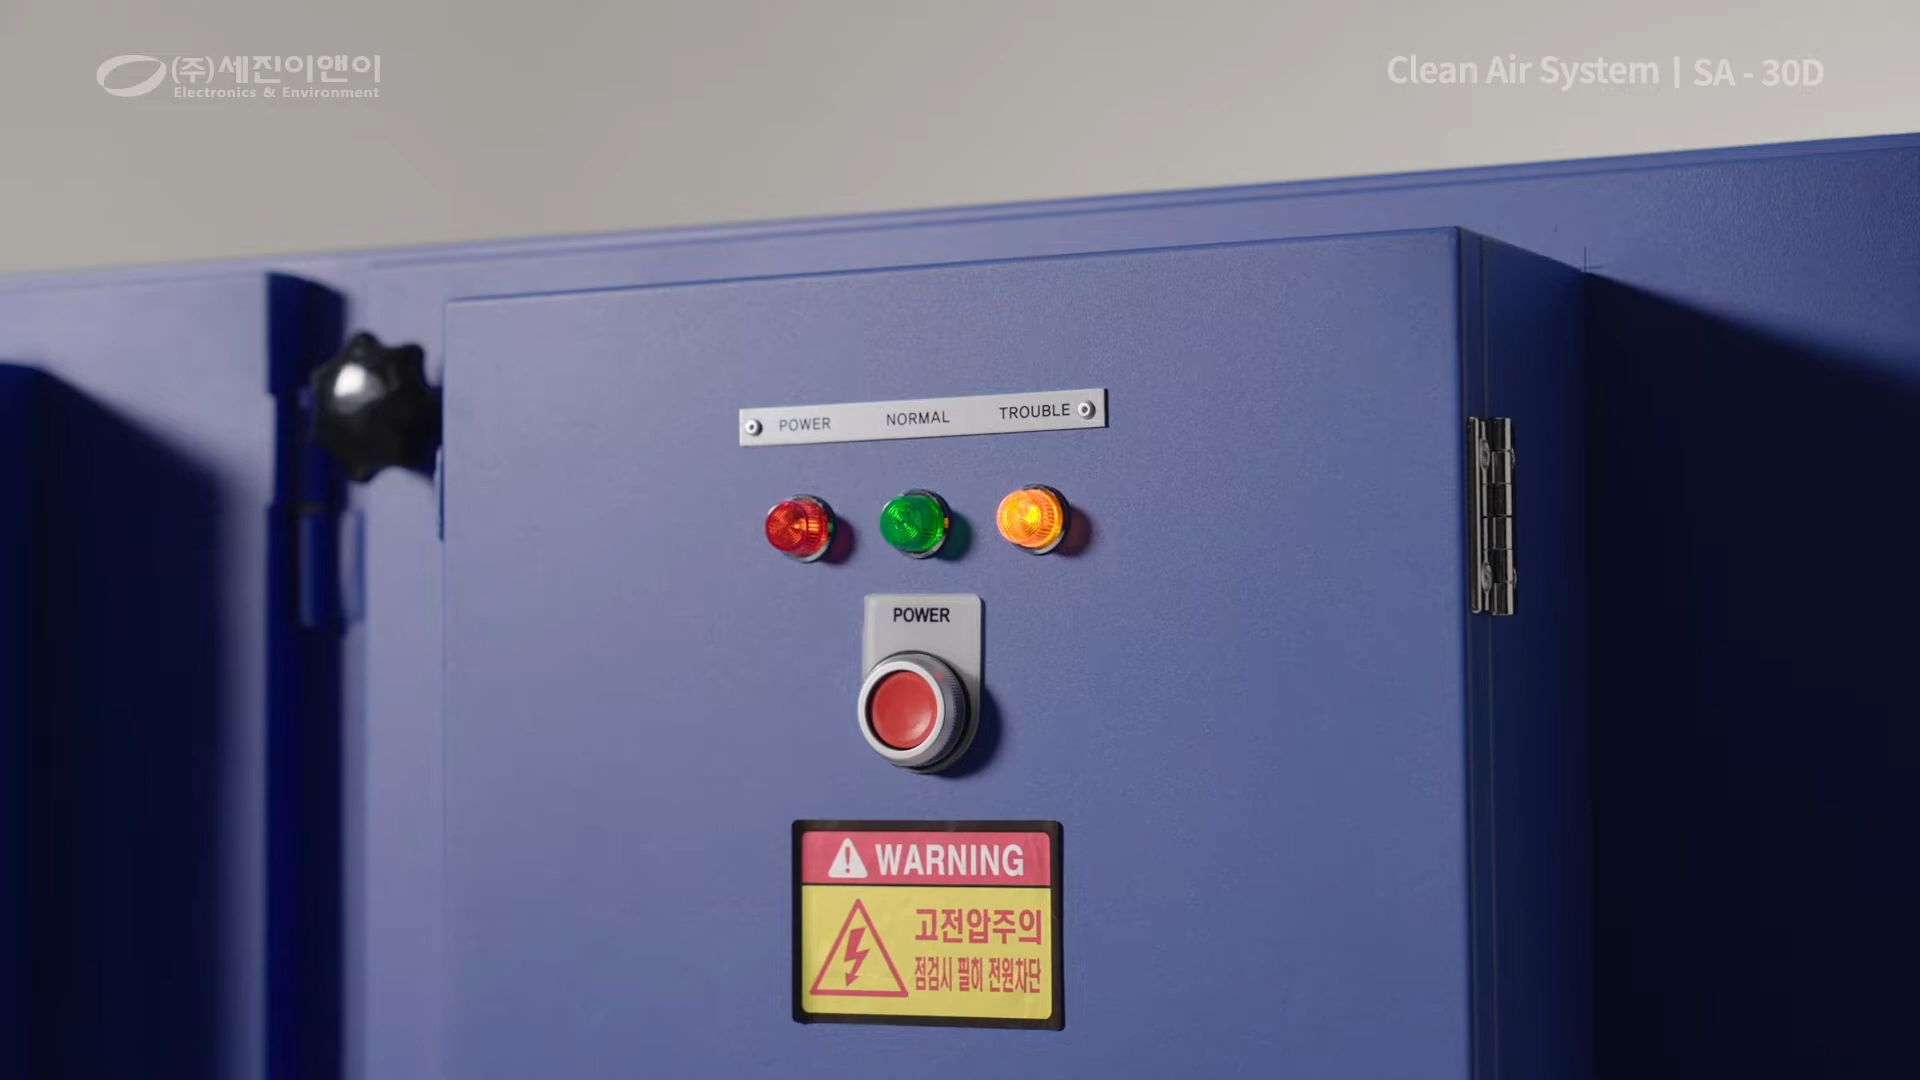 (주)세진이앤이
Electronics & Environment
Clean Air System | SA - 30D
POWER NORMAL TROUBLE
POWER
WARNING
고전압주의
점검시 필히 전원차단